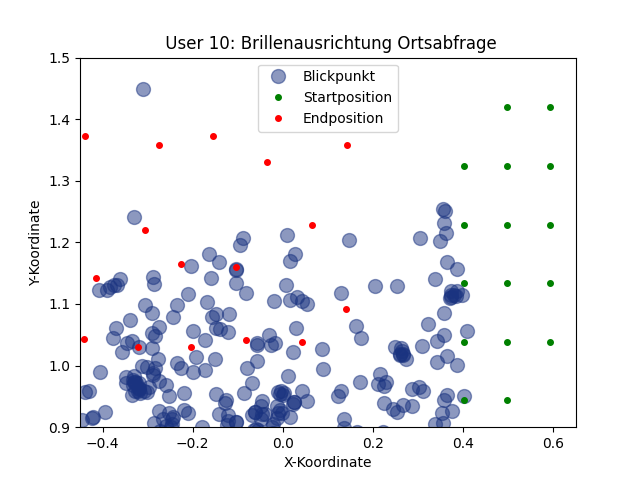 User 10: Brillenausrichtung Ortsabfrage
Blickpunkt
Startposition
Endposition
Y-Koordinate
1.5
1.4
1.3
1.2
1.1
1.0
0.9
−0.4 −0.2 0.0 0.2 0.4 0.6
X-Koordinate